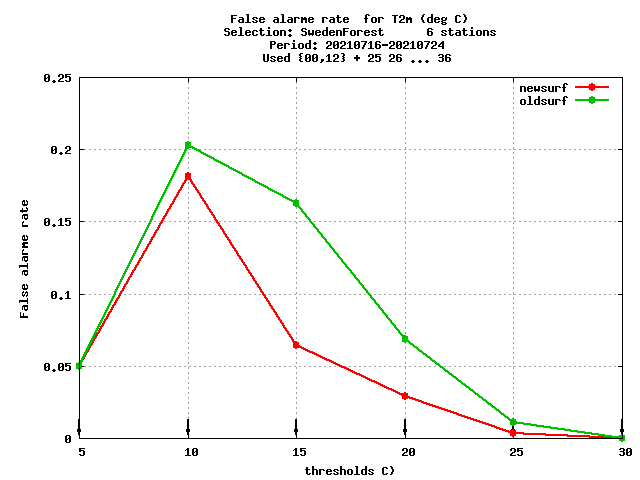 False alarme rate  for T2m (deg C)
Selection: SwedenForest      6 stations
Period: 20210716-20210724
Used {00,12} + 25 26 ... 36
newsurf
oldsurf
False alarme rate
0.25
0.2
0.15
0.1
0.05
0
5 10 15 20 25 30
thresholds C)